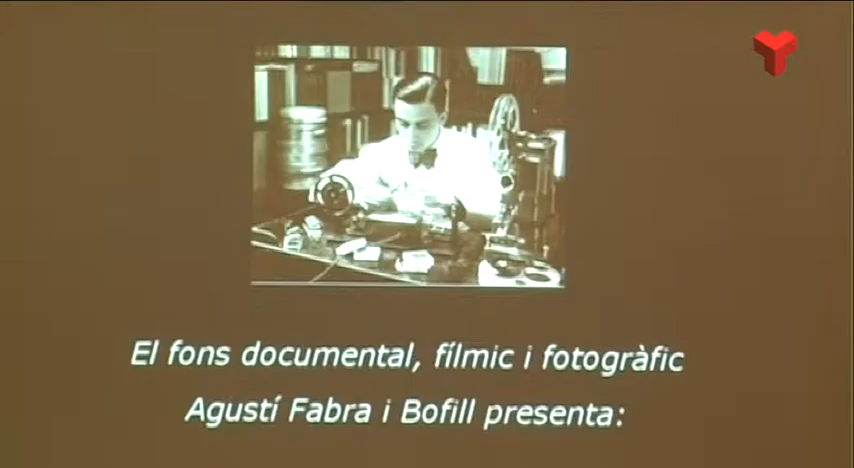 El fons documental, fílmic i fotogràfic
Agustí Fabra i Bofill presenta: